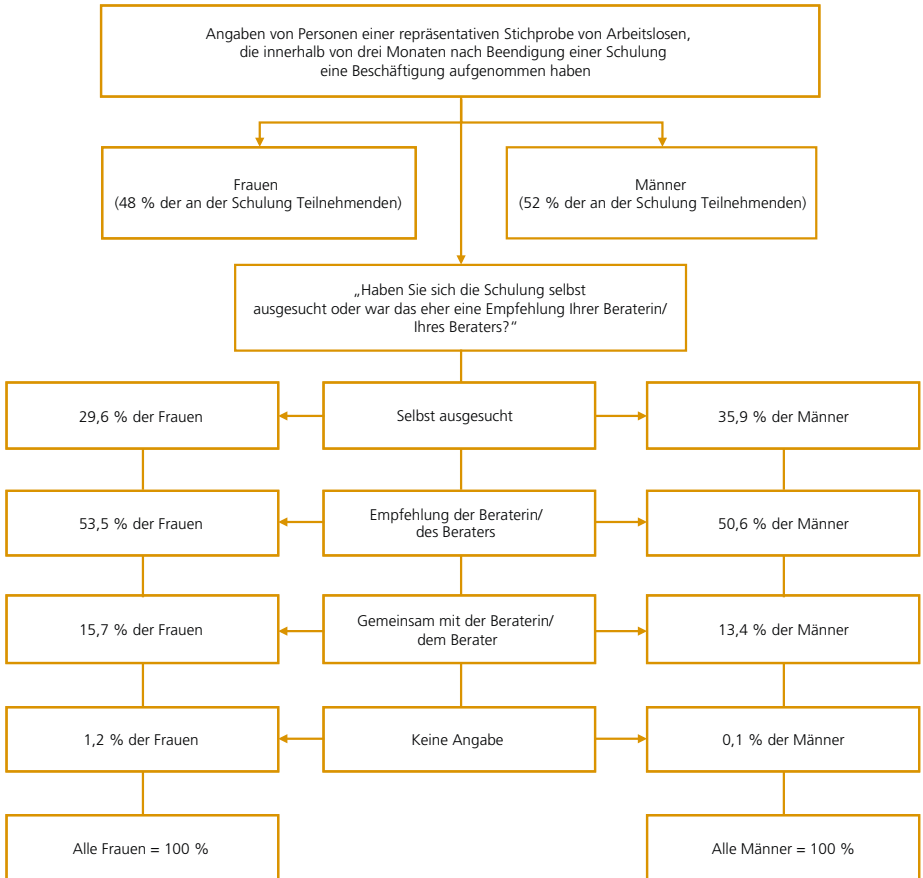 Angaben von Personen einer repräsentativen Stichprobe von Arbeitslosen,
die innerhalb von drei Monaten nach Beendigung einer Schulung
eine Beschäftigung aufgenommen haben
Frauen
(48 % der an der Schulung Teilnehmenden)
Männer
(52 % der an der Schulung Teilnehmenden)
„Haben Sie sich die Schulung selbst
ausgesucht oder war das eher eine Empfehlung Ihrer Beraterin/
Ihres Beraters?“
29,6 % der Frauen
Selbst ausgesucht
35,9 % der Männer
53,5 % der Frauen
Empfehlung der Beraterin/
des Beraters
50,6 % der Männer
15,7 % der Frauen
Gemeinsam mit der Beraterin/
dem Berater
13,4 % der Männer
1,2 % der Frauen
Keine Angabe
0,1 % der Männer
Alle Frauen = 100 %
Alle Männer = 100 %